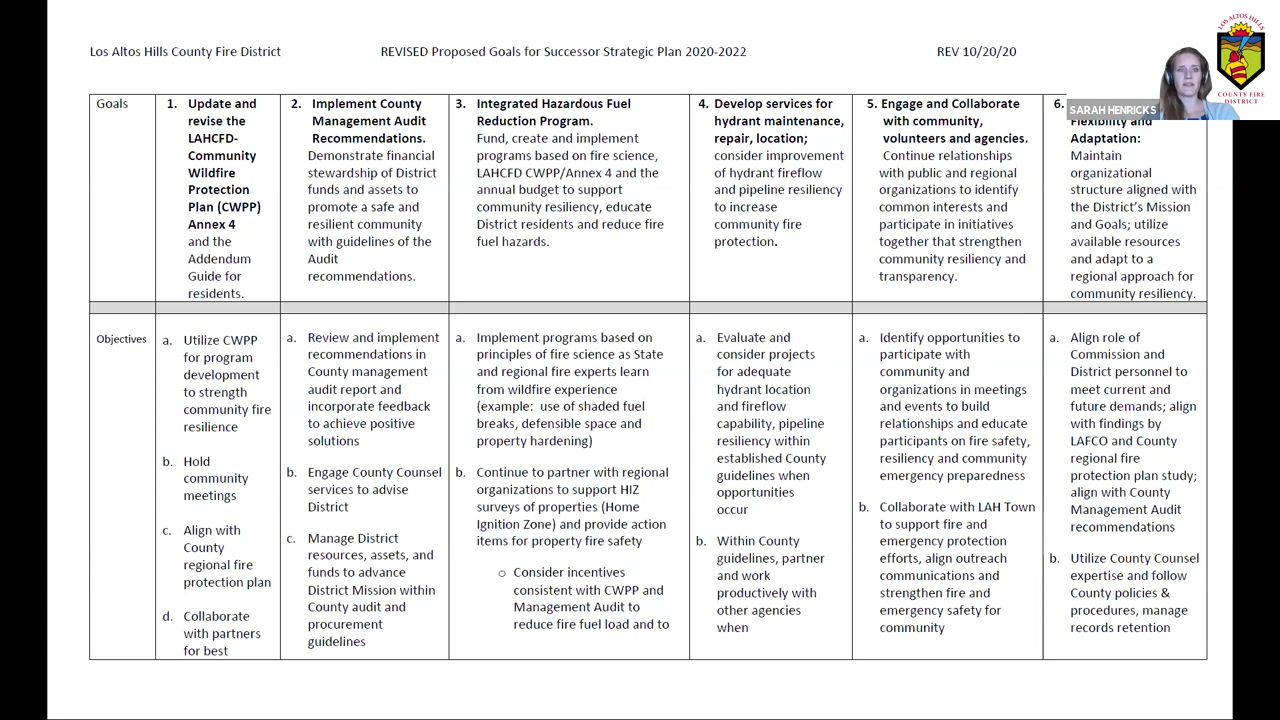 Los Altos Hills County Fire District
REVISED Proposed Goals for Successor Strategic Plan 2020-2022
REV 10/20/20
LOS ALTOS HILLS
COUNTY FIRE
DISTRICT
SARAH HENRICKS
Goals
1. Update and
revise the
LAHCFD-
Community
Wildfire
Protection
Plan (CWPP)
Annex 4
and the
Addendum
Guide for
residents.
2. Implement County
Management Audit
Recommendations.
Demonstrate financial
stewardship of District
funds and assets to
promote a safe and
resilient community
with guidelines of the
Audit
recommendations.
3. Integrated Hazardous Fuel
Reduction Program.
Fund, create and implement
programs based on fire science,
LAHCFD CWPP/Annex 4 and the
annual budget to support
community resiliency, educate
District residents and reduce fire
fuel hazards.
4. Develop services for
hydrant maintenance,
repair, location;
consider improvement
of hydrant fireflow
and pipeline resiliency
to increase
community fire
protection.
5. Engage and Collaborate
with community,
volunteers and agencies.
Continue relationships
with public and regional
organizations to identify
common interests and
participate in initiatives
together that strengthen
community resiliency and
transparency.
6.
Flexibility and
Adaptation:
Maintain
organizational
structure aligned with
the District's Mission
and Goals; utilize
available resources
and adapt to a
regional approach for
community resiliency.
Objectives
a. Utilize CWPP
for program
development
to strength
community fire
resilience
b. Hold
community
meetings
c. Align with
County
regional fire
protection plan
d. Collaborate
with partners
for best
a. Review and implement
recommendations in
County management
audit report and
incorporate feedback
to achieve positive
solutions
b. Engage County Counsel
services to advise
District
c. Manage District
resources, assets, and
funds to advance
District Mission within
County audit and
procurement
guidelines
a. Implement programs based on
principles of fire science as State
and regional fire experts learn
from wildfire experience
(example: use of shaded fuel
breaks, defensible space and
property hardening)
b. Continue to partner with regional
organizations to support HIZ
surveys of properties (Home
Ignition Zone) and provide action
items for property fire safety
o Consider incentives
consistent with CWPP and
Management Audit to
reduce fire fuel load and to
a. Evaluate and
consider projects
for adequate
hydrant location
and fireflow
capability, pipeline
resiliency within
established County
guidelines when
opportunities
occur
b. Within County
guidelines, partner
and work
productively with
other agencies
when
a. Identify opportunities to
participate with
community and
organizations in meetings
and events to build
relationships and educate
participants on fire safety,
resiliency and community
emergency preparedness
b. Collaborate with LAH Town
to support fire and
emergency protection
efforts, align outreach
communications and
strengthen fire and
emergency safety for
community
a. Align role of
Commission and
District personnel to
meet current and
future demands; align
with findings by
LAFCO and County
regional fire
protection plan study;
align with County
Management Audit
recommendations
b. Utilize County Counsel
expertise and follow
County policies &
procedures, manage
records retention